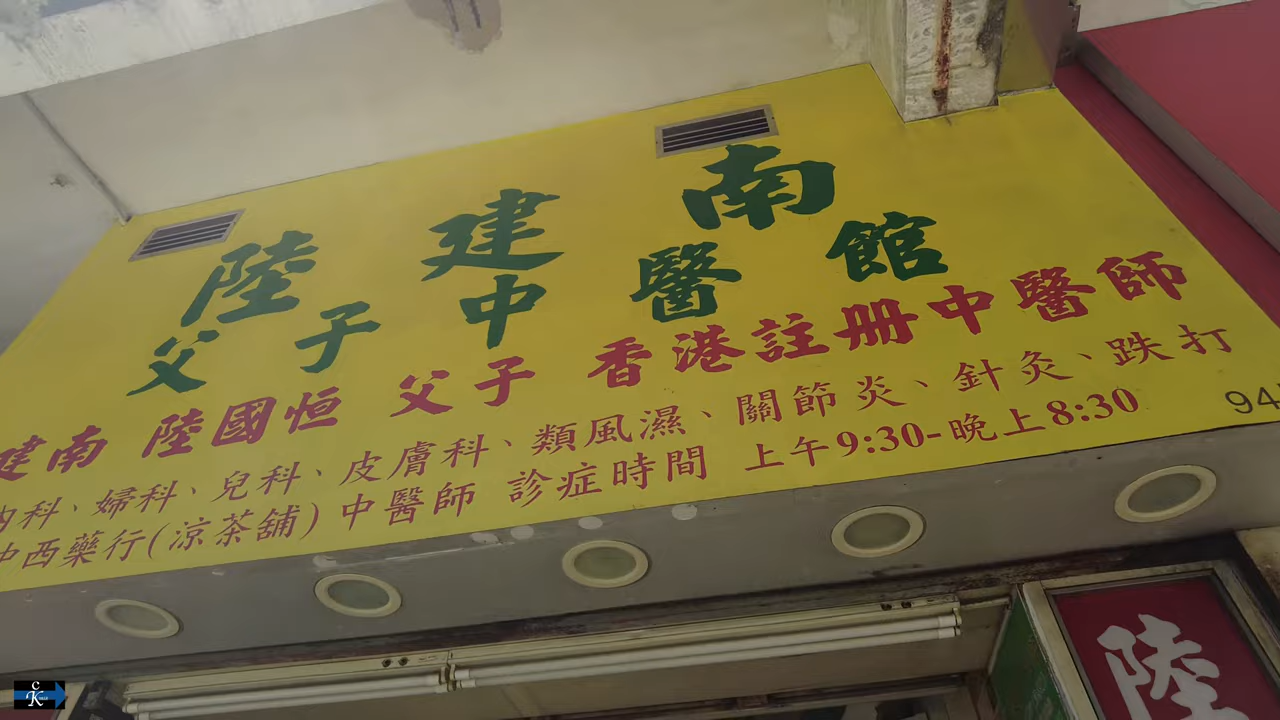 陸建南
父子中醫館
建南 陸國恒 父子 香港註册中醫師
內科、婦科、兒科、皮膚科、類風濕、關節炎、針灸、跌打
中西藥行(涼茶舖) 中醫師 診症時間 上午9:30-晚上8:30
94
陸
CK